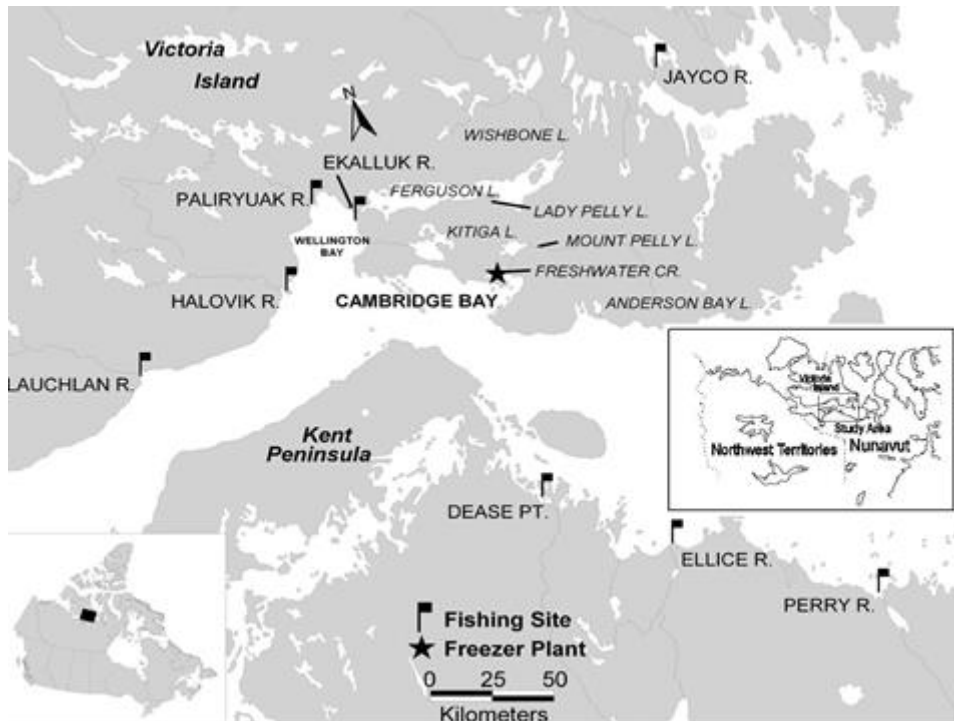 Victoria
Island
JAYCO R.
N
WISHBONE L.
EKALLUK R.
PALIRYUAK R.
FERGUSON L.
LADY PELLY L.
KITIGA L.
WELLINGTON
BAY
MOUNT PELLY L.
FRESHWATER CR.
HALOVIK R.
CAMBRIDGE BAY
ANDERSON BAY L.
LAUCHLAN R.
Kent
Peninsula
Victoria
Island
Study Area
Northwest Territories
Nunavut
DEASE PT.
ELLICE R.
PERRY R.
Fishing Site
Freezer Plant
0 25 50
Kilometers